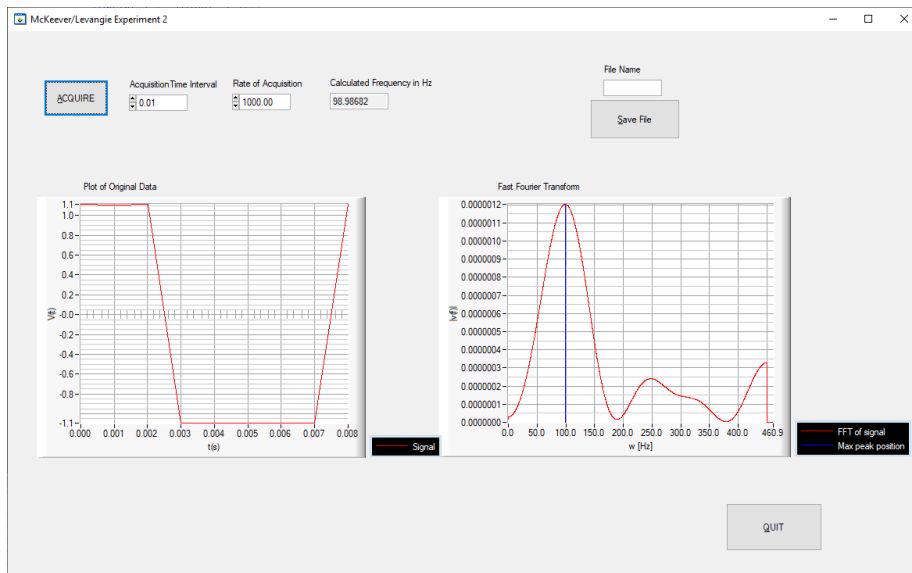 McKeever/Levangie Experiment 2
File Name
AcquisitionTime Interval
Rate of Acquisition
Calculated Frequency in Hz
ACQUIRE
0.01
1000.00
98.98682
Save File
Plot of Original Data
Fast Fourier Transform
1.1
1.0
0.8
0.6
0.4
0.2
-0.0
-0.2
-0.4
-0.6
-0.8
-1.1
V(t)
0.000
0.001
0.002
0.003
0.004
0.005
0.006
0.007
0.008
t(s)
Signal
0.0000012
0.0000011
0.0000010
0.0000009
0.0000008
0.0000007
0.0000006
0.0000004
0.0000003
0.0000002
0.0000001
0.0000000
|v(f)|
0.0
50.0
100.0
150.0
200.0
250.0
300.0
350.0
400.0
460.9
w [Hz]
FFT of signal
Max peak position
QUIT